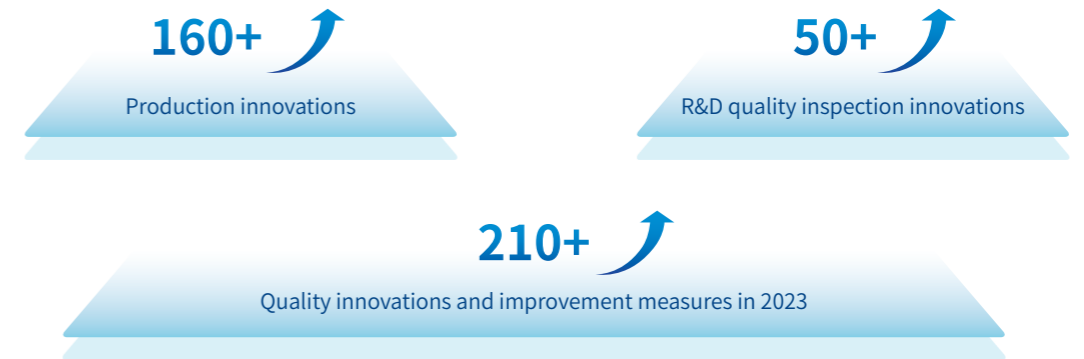 160+
Production innovations
50+
R&D quality inspection innovations
210+
Quality innovations and improvement measures in 2023